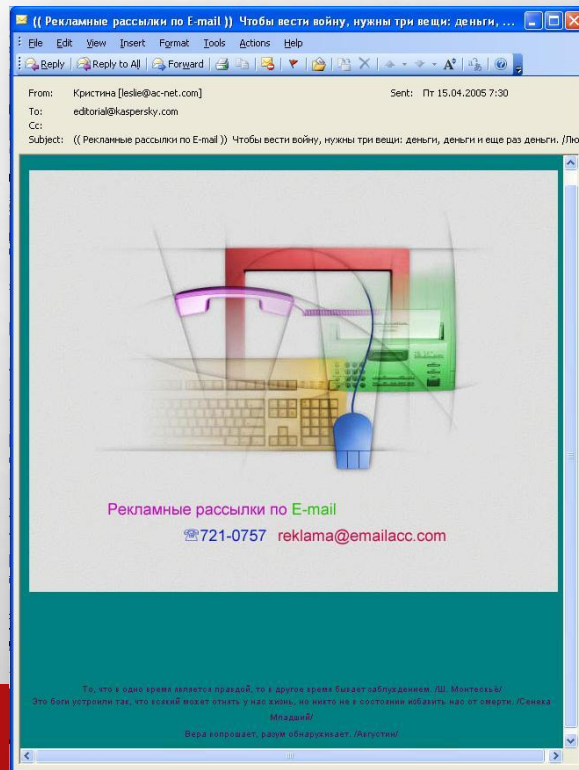 (( Рекламные рассылки по E-mail )) Чтобы вести войну, нужны три вещи: деньги, ...
File Edit View Insert Format Tools Actions Help
Reply Reply to All Forward
From: Кристина [leslie@ac-net.com] Sent: Пт 15.04.2005 7:30
To: editorial@kaspersky.com
Cc:
Subject: (( Рекламные рассылки по E-mail )) Чтобы вести войну, нужны три вещи: деньги, деньги и еще раз деньги. /Лю
Рекламные рассылки по E-mail
☏721-0757 reklama@emailacc.com
То, что в одно время является правдой, то в другое время бывает заблуждением. /Ш. Монтескьё/
Это боги устроили так, что всякий может отнять у нас жизнь, но никто не в состоянии избавить нас от смерти. /Сенека
Младший/
Вера вопрошает, разум обнаруживает. /Августин/